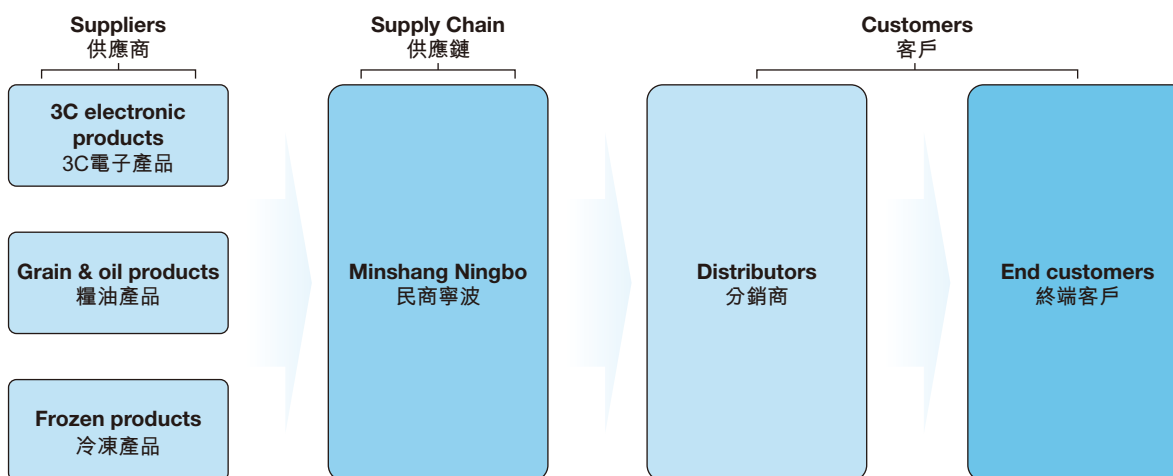 Suppliers
供應商
Supply Chain
供應鏈
Customers
客戶
3C electronic
products
3C電子產品
Grain & oil products
糧油產品
Frozen products
冷凍產品
Minshang Ningbo
民商寧波
Distributors
分銷商
End customers
終端客戶